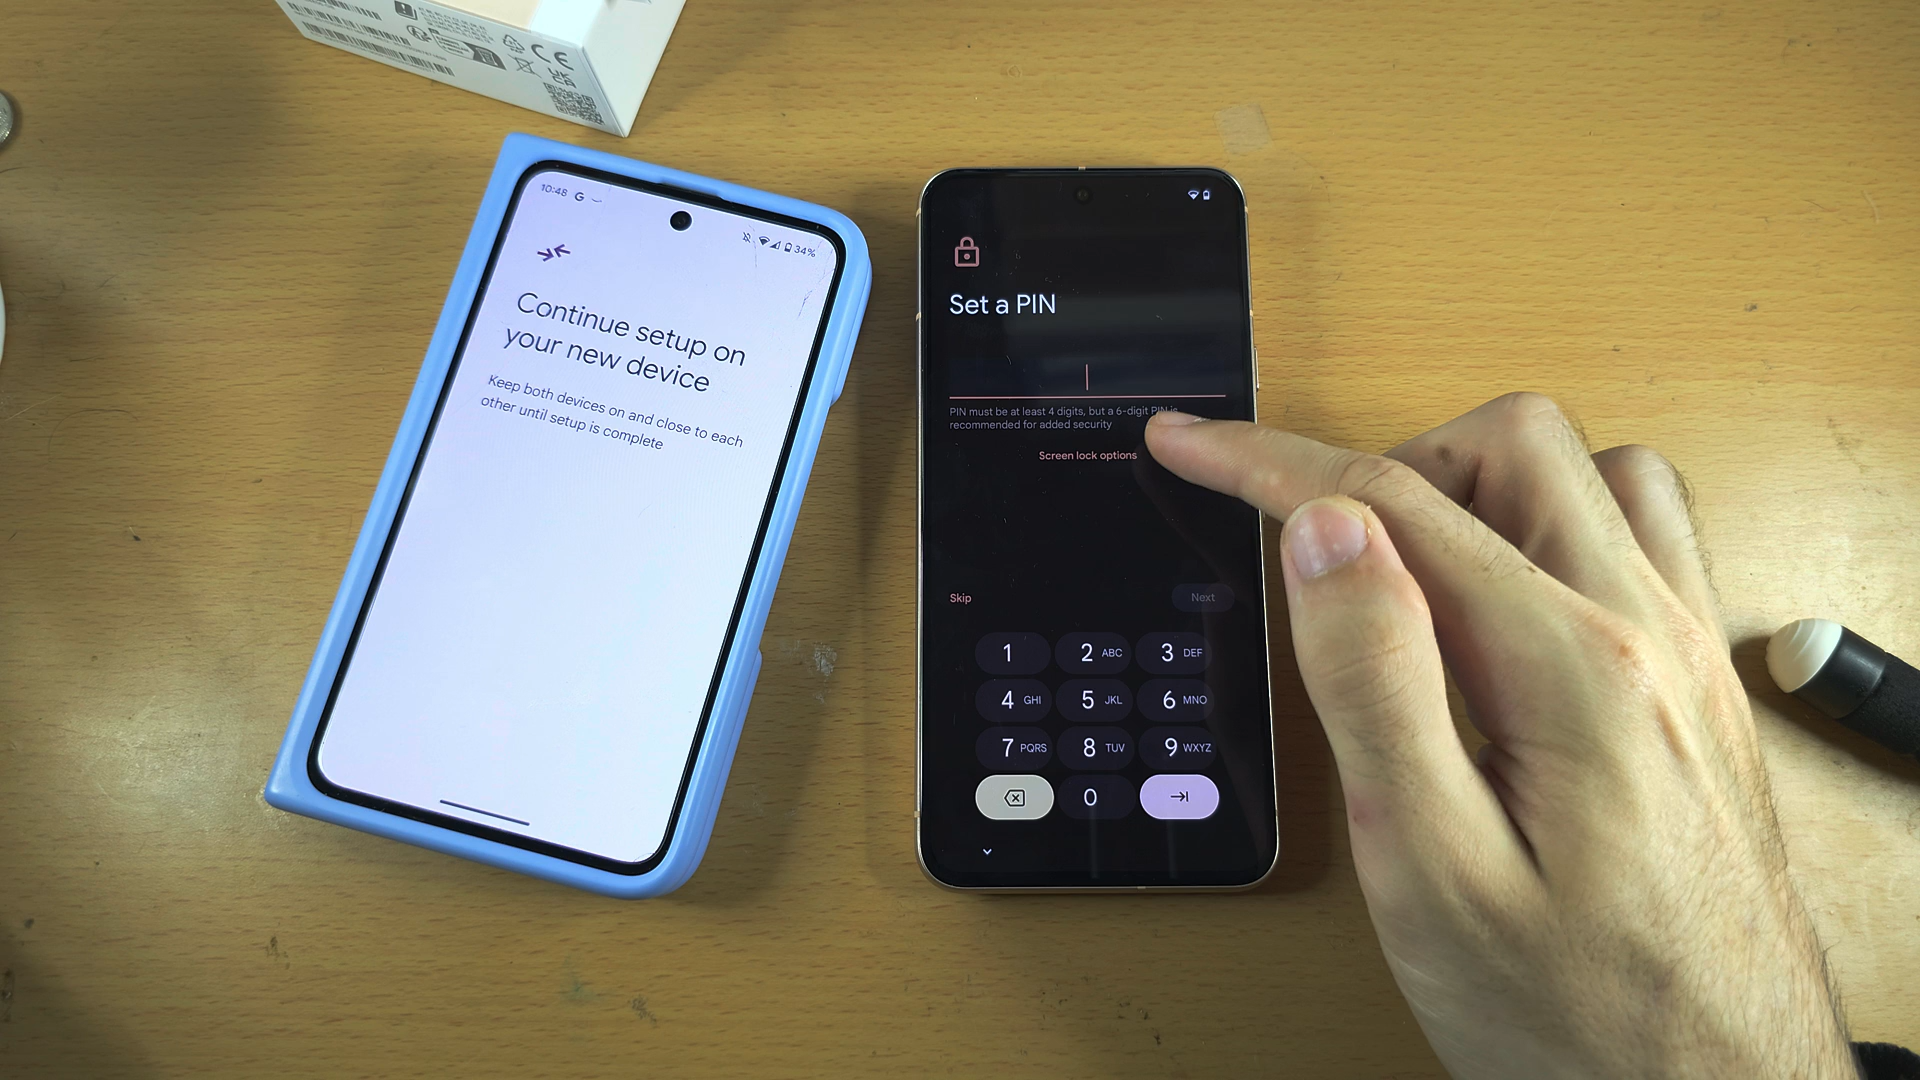 CE
UK
CA
10:48 G
34%
Continue setup on
your new device
Keep both devices on and close to each
other until setup is complete
Set a PIN
PIN must be at least 4 digits, but a 6-digit PIN is
recommended for added security
Screen lock options
Skip
Next
1
2 ABC
3 DEF
4 GHI
5 JKL
6 MNO
7 PQRS
8 TUV
9 WXYZ
0